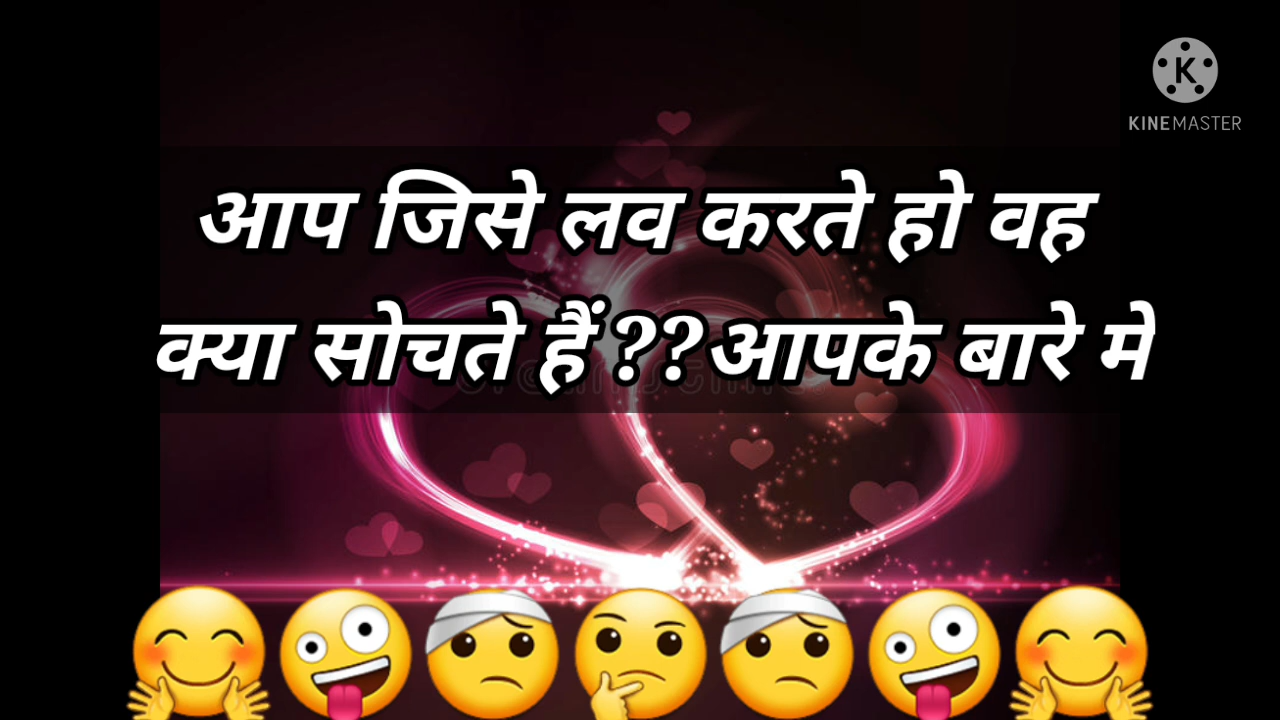 KINEMASTER
आप जिसे लव करते हो वह
क्या सोचते हैं ??आपके बारे मे